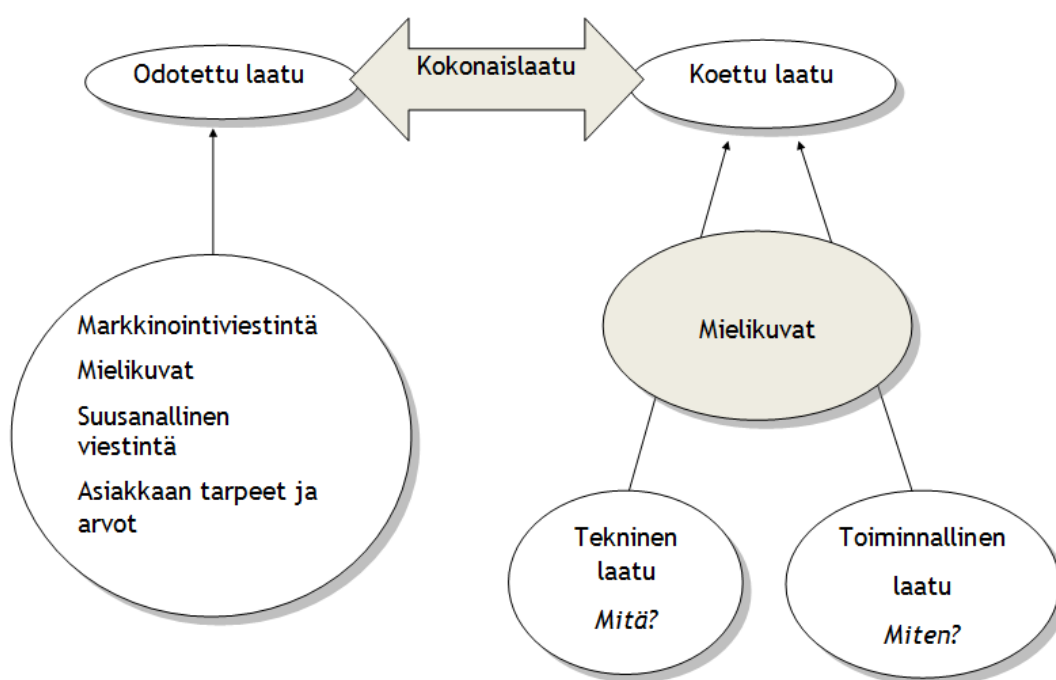 Odotettu laatu
Kokonaislaatu
Koettu laatu
Markkinointiviestintä
Mielikuvat
Suusanallinen
viestintä
Asiakkaan tarpeet ja
arvot
Mielikuvat
Tekninen
laatu
Mitä?
Toiminnallinen
laatu
Miten?